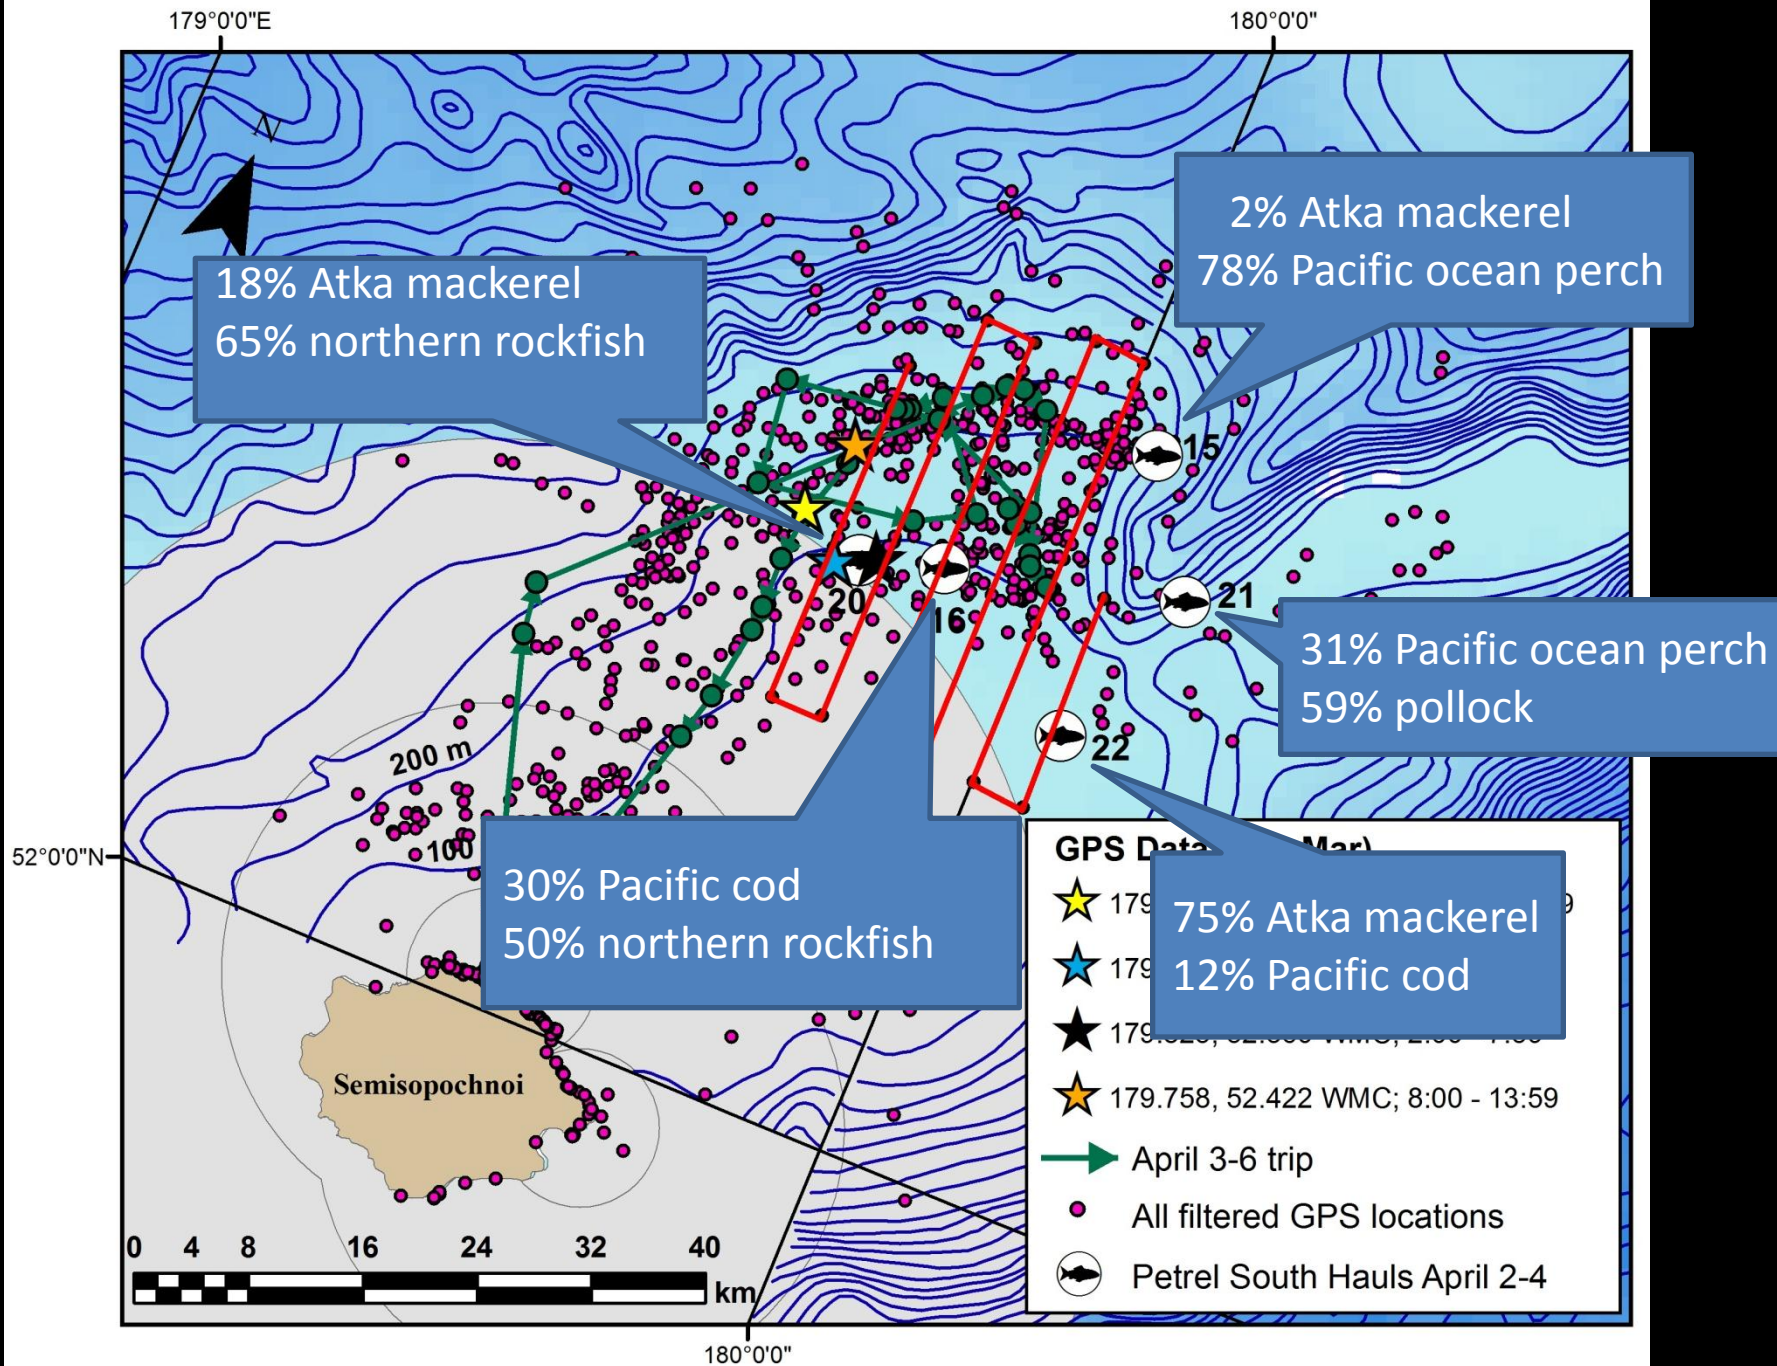 179°0'0"E
180°0'0"
N
2% Atka mackerel
78% Pacific ocean perch
18% Atka mackerel
65% northern rockfish
15
20
16
21
31% Pacific ocean perch
59% pollock
22
200 m
100
52°0'0"N
30% Pacific cod
50% northern rockfish
GPS Data Mar)
179 9
75% Atka mackerel
12% Pacific cod
179
Semisopochnoi
179.758, 52.422 WMC; 8:00 - 13:59
April 3-6 trip
All filtered GPS locations
Petrel South Hauls April 2-4
0 4 8 16 24 32 40
km
180°0'0"